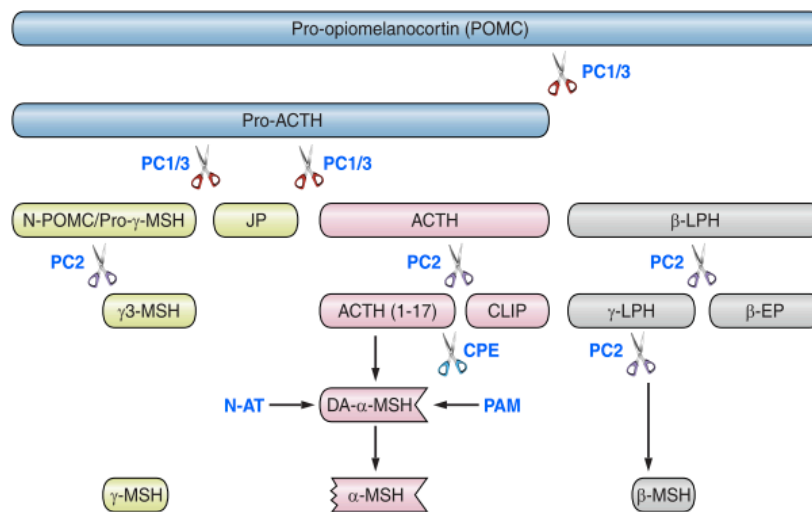 Pro-opiomelanocortin (POMC)
PC1/3
Pro-ACTH
PC1/3
PC1/3
N-POMC/Pro-γ-MSH
JP
ACTH
β-LPH
PC2
PC2
PC2
γ3-MSH
ACTH (1-17)
CLIP
γ-LPH
β-EP
CPE
PC2
N-AT
DA-α-MSH
PAM
γ-MSH
α-MSH
β-MSH